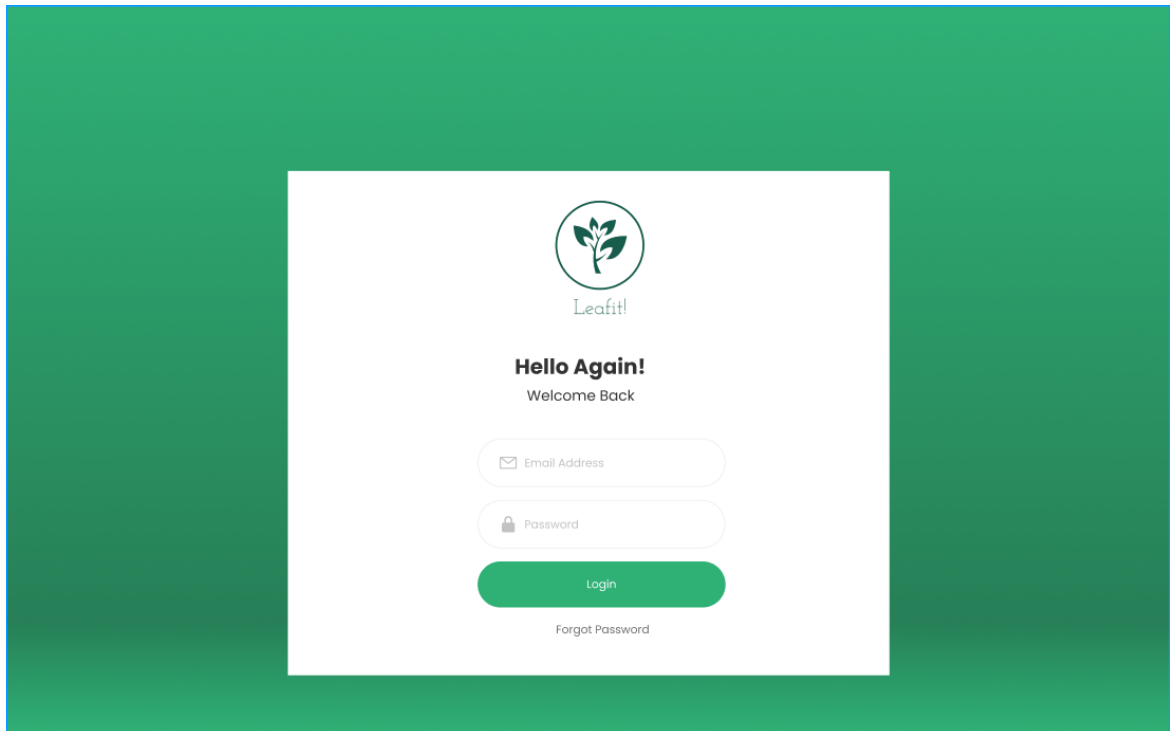 Leafit!
Hello Again!
Welcome Back
Email Address
Password
Login
Forgot Password